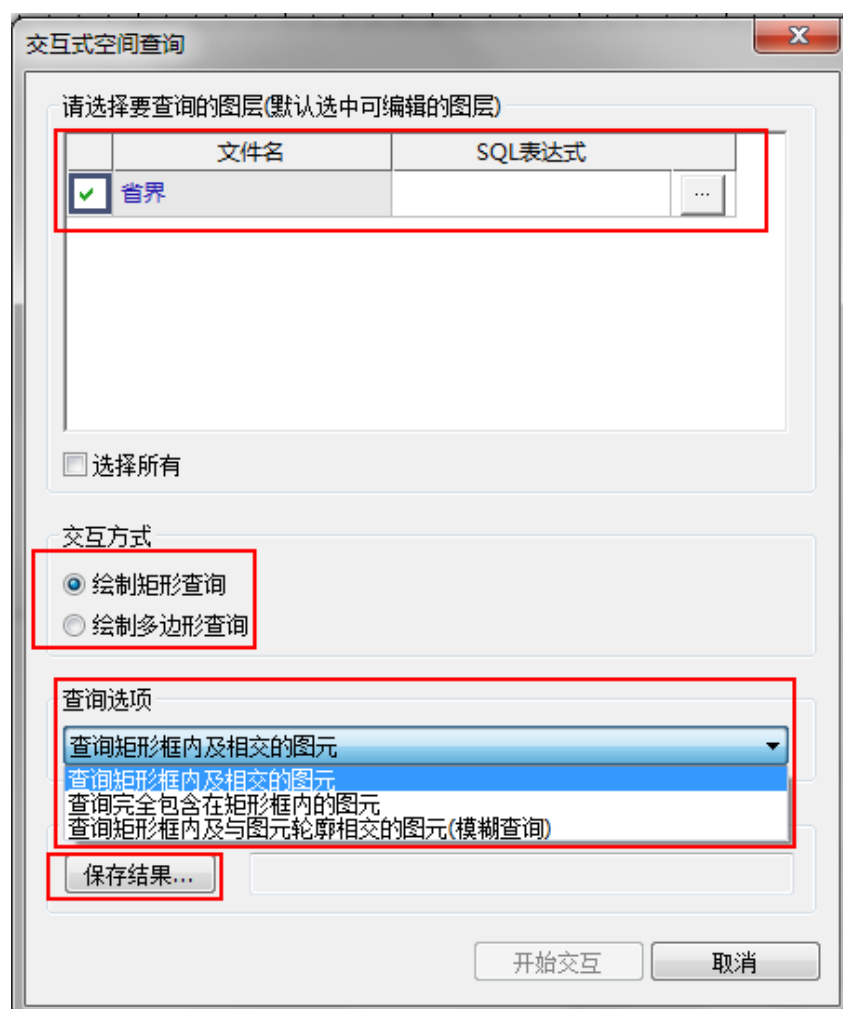 交互式空间查询
请选择要查询的图层(默认选中可编辑的图层)
文件名 SQL表达式
省界 ...
选择所有
交互方式
绘制矩形查询
绘制多边形查询
查询选项
查询矩形框内及相交的图元
查询矩形框内及相交的图元
查询完全包含在矩形框内的图元
查询矩形框内及与图元轮廓相交的图元(模糊查询)
保存结果...
开始交互 取消